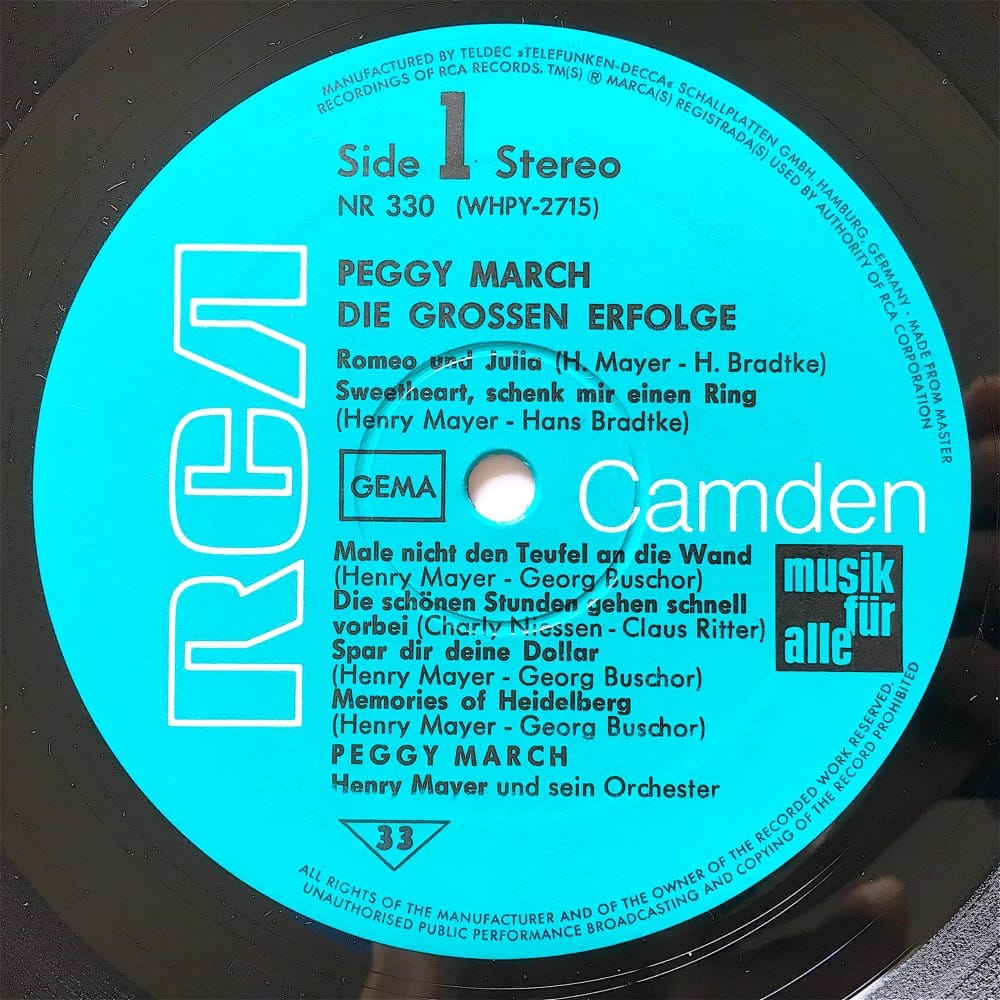 MANUFACTURED BY TELDEC »TELEFUNKEN-DECCA« SCHALLPLATTEN GMBH, HAMBURG, GERMANY · MADE FROM MASTER
RECORDINGS OF RCA RECORDS. TM(S) ® MARCA(S) REGISTRADA(S) USED BY AUTHORITY OF RCA CORPORATION
Side 1 Stereo
NR 330 (WHPY-2715)
RCA
PEGGY MARCH
DIE GROSSEN ERFOLGE
Romeo und Julia (H. Mayer - H. Bradtke)
Sweetheart, schenk mir einen Ring
(Henry Mayer - Hans Bradtke)
GEMA
Camden
Male nicht den Teufel an die Wand
(Henry Mayer - Georg Buschor)
Die schönen Stunden gehen schnell
vorbei (Charly Niessen - Claus Ritter)
Spar dir deine Dollar
(Henry Mayer - Georg Buschor)
Memories of Heidelberg
(Henry Mayer - Georg Buschor)
PEGGY MARCH
Henry Mayer und sein Orchester
musik
für
alle
33
ALL RIGHTS OF THE MANUFACTURER AND OF THE OWNER OF THE RECORDED WORK RESERVED.
UNAUTHORISED PUBLIC PERFORMANCE BROADCASTING AND COPYING OF THE RECORD PROHIBITED